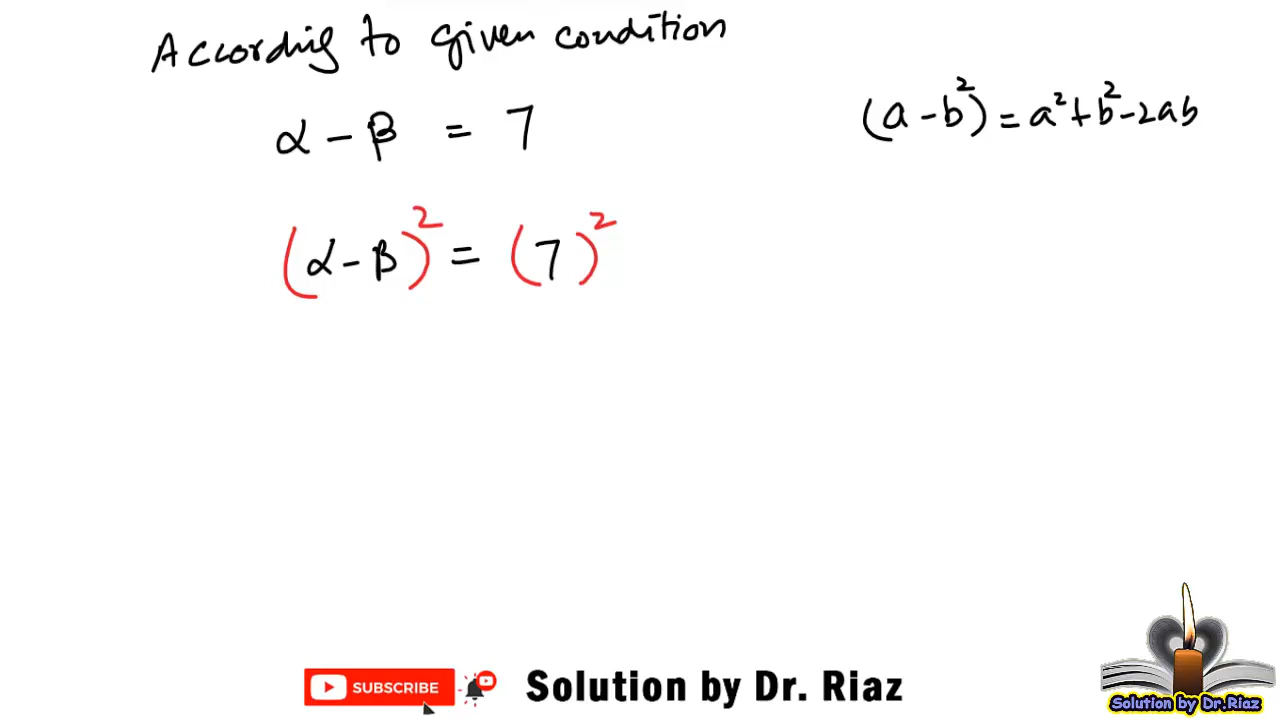 According to given condition
α - β = 7
(a - b²) = a² + b² - 2ab
(α - β)² = (7)²
SUBSCRIBE
Solution by Dr. Riaz
Solution by Dr.Riaz